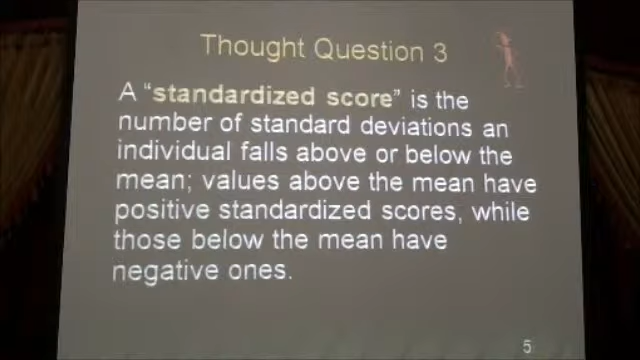 Thought Question 3
A “standardized score” is the
number of standard deviations an
individual falls above or below the
mean; values above the mean have
positive standardized scores, while
those below the mean have
negative ones.
5